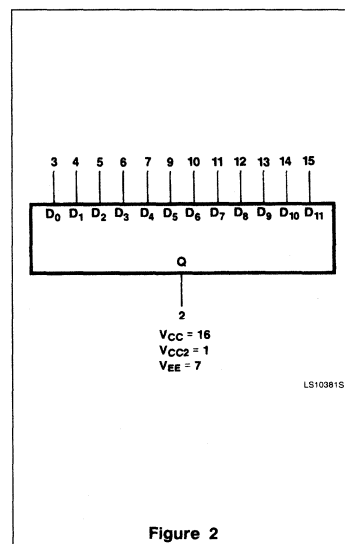 3 4 5 6 7 9 10 11 12 13 14 15
D0 D1 D2 D3 D4 D5 D6 D7 D8 D9 D10 D11
Q
2
VCC = 16
VCC2 = 1
VEE = 7
LS10381S
Figure 2